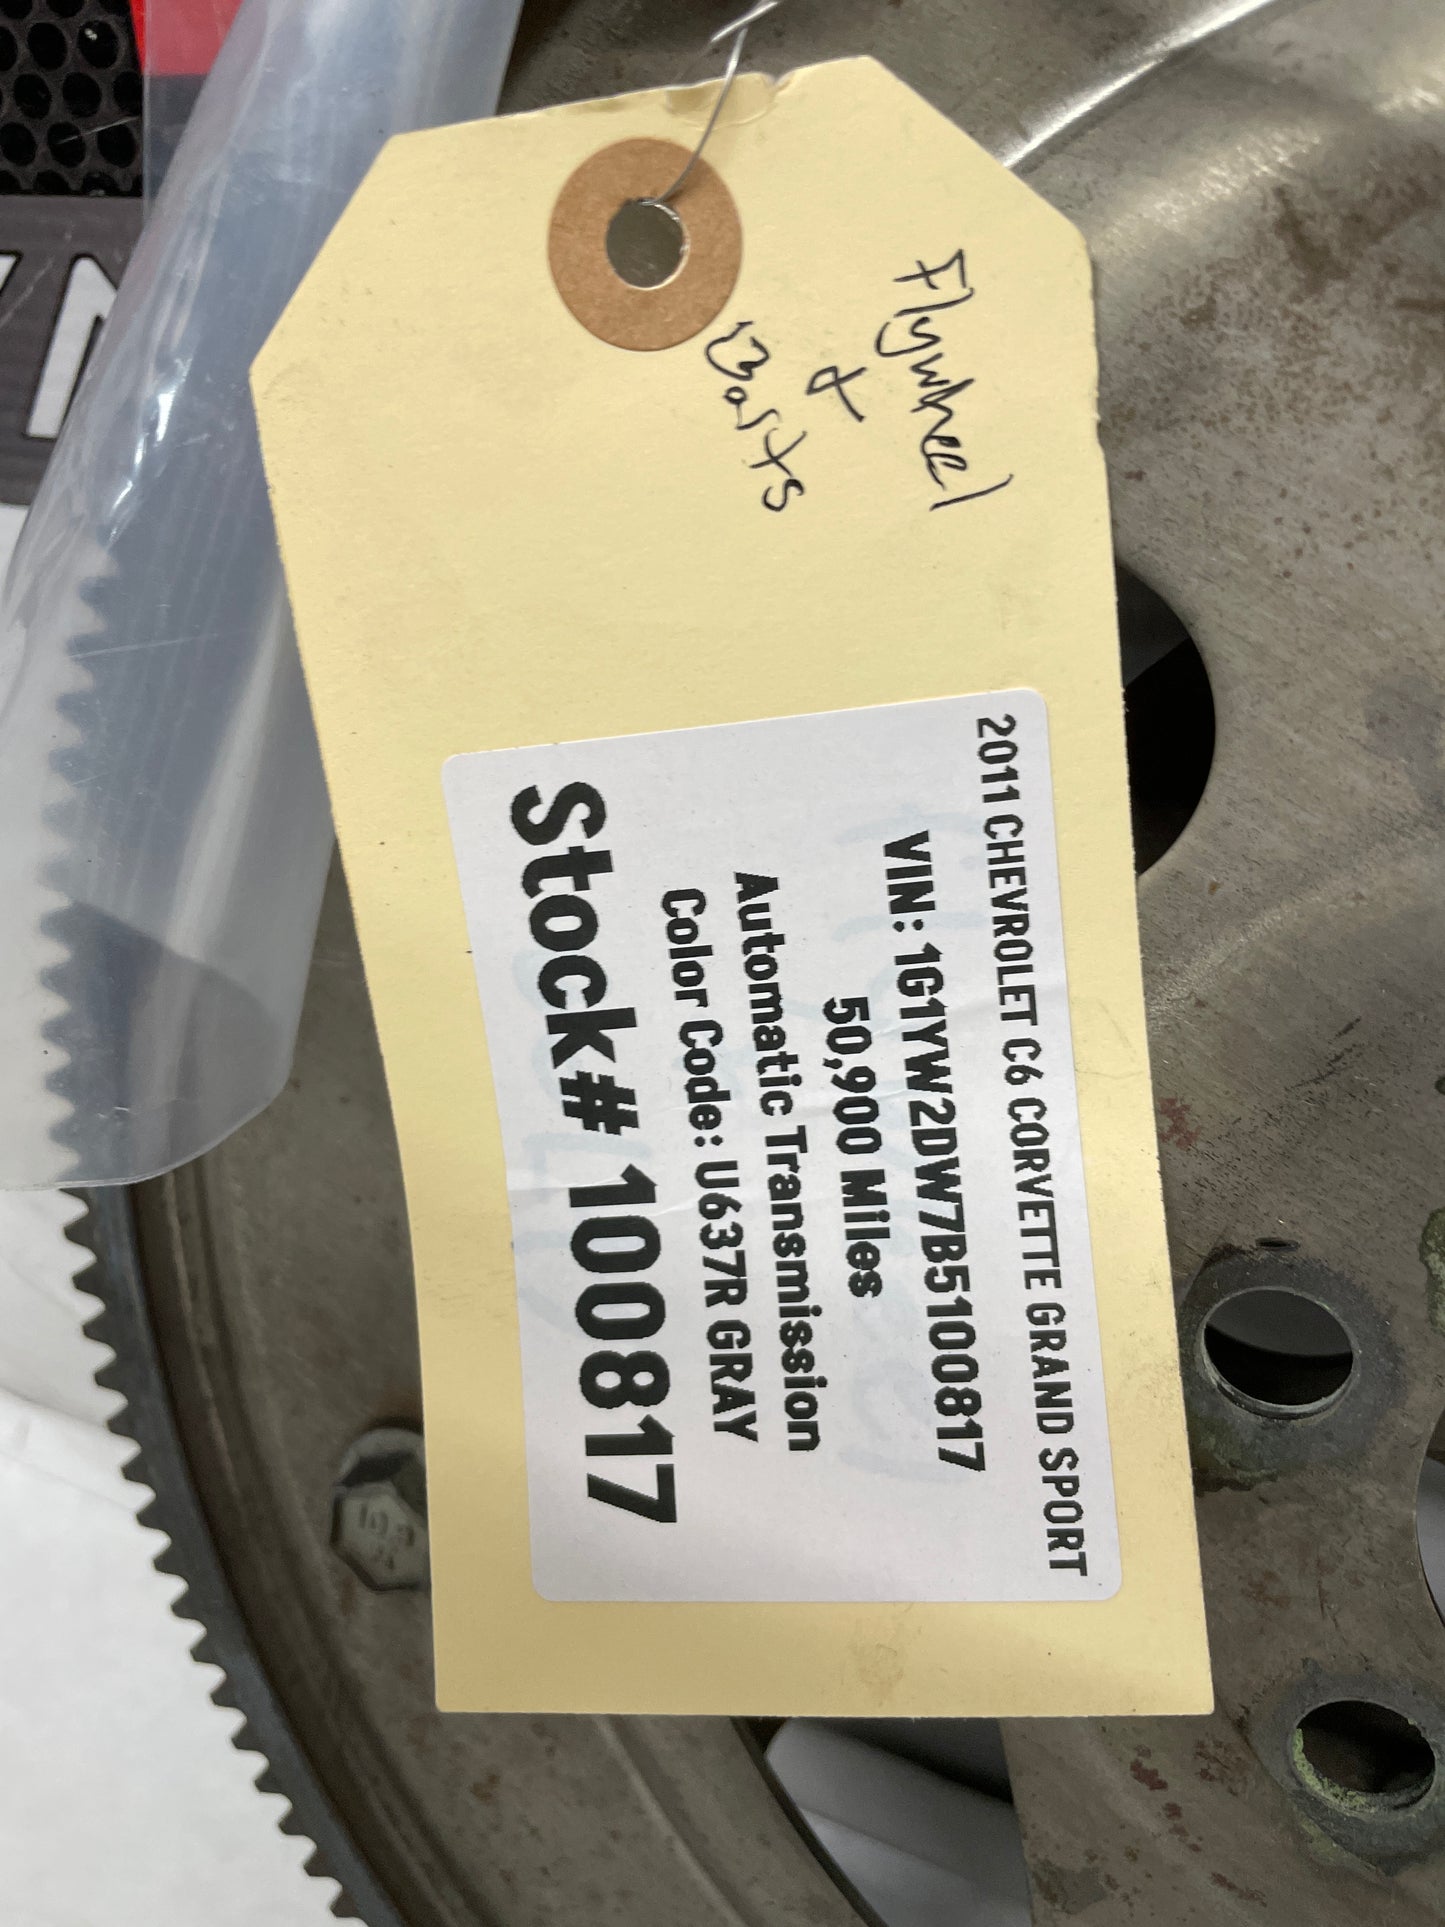 Flywheel
+
Bolts
2011 CHEVROLET C6 CORVETTE GRAND SPORT
VIN: 1G1YW2DW7B5100817
50,900 Miles
Automatic Transmission
Color Code: U637R GRAY
Stock# 100817